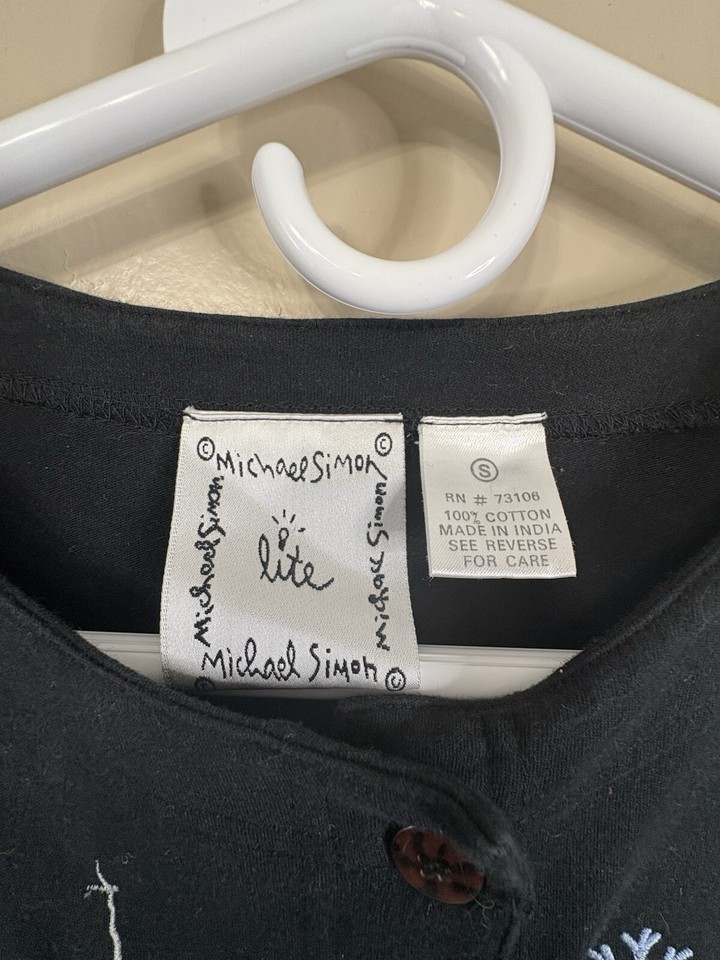 © Michael Simon ©
Michael Simon
lite
Michael Simon
Michael Simon ©
S
RN # 73106
100% COTTON
MADE IN INDIA
SEE REVERSE
FOR CARE